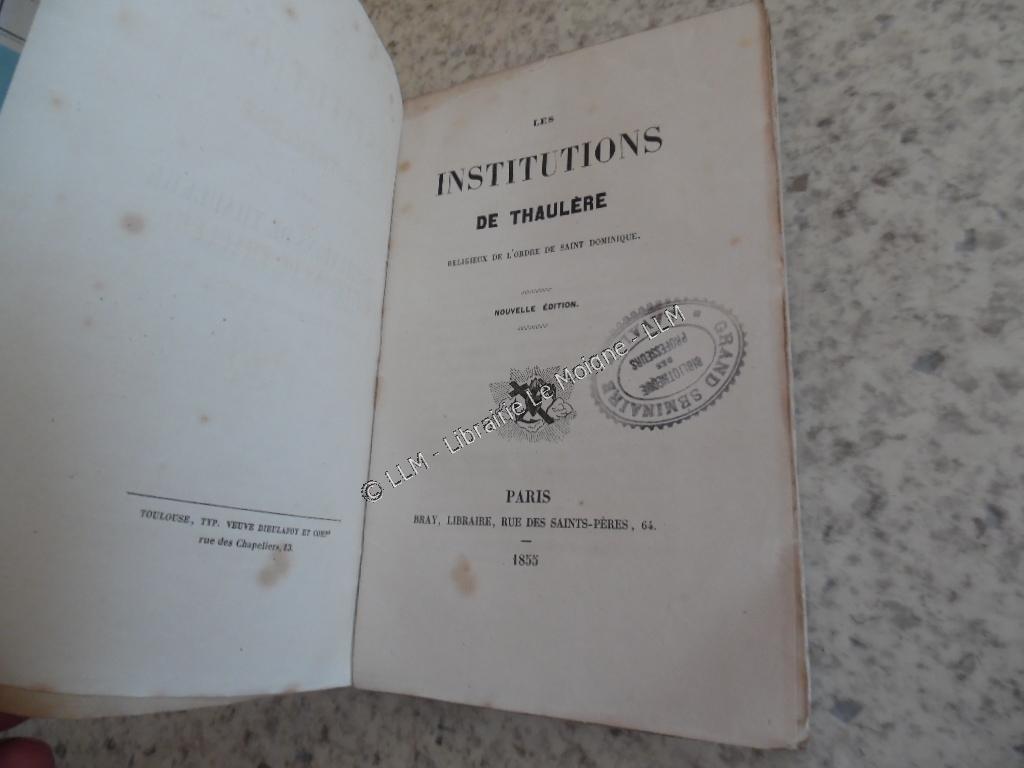 TOULOUSE, TYP. VEUVE DIEULAFOY ET COMPe
rue des Chapeliers, 13.
LES
INSTITUTIONS
DE THAULÈRE
RELIGIEUX DE L'ORDRE DE SAINT DOMINIQUE.
NOUVELLE ÉDITION.
GRAND SEMINAIRE
BIBLIOTHÈQUE
DES
PROFESSEURS
© LLM - Librairie Le Moigne - LLM
PARIS
BRAY, LIBRAIRE, RUE DES SAINTS-PÈRES, 64.
1855